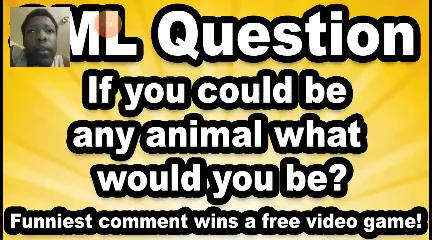 ML Question
If you could be
any animal what
would you be?
Funniest comment wins a free video game!